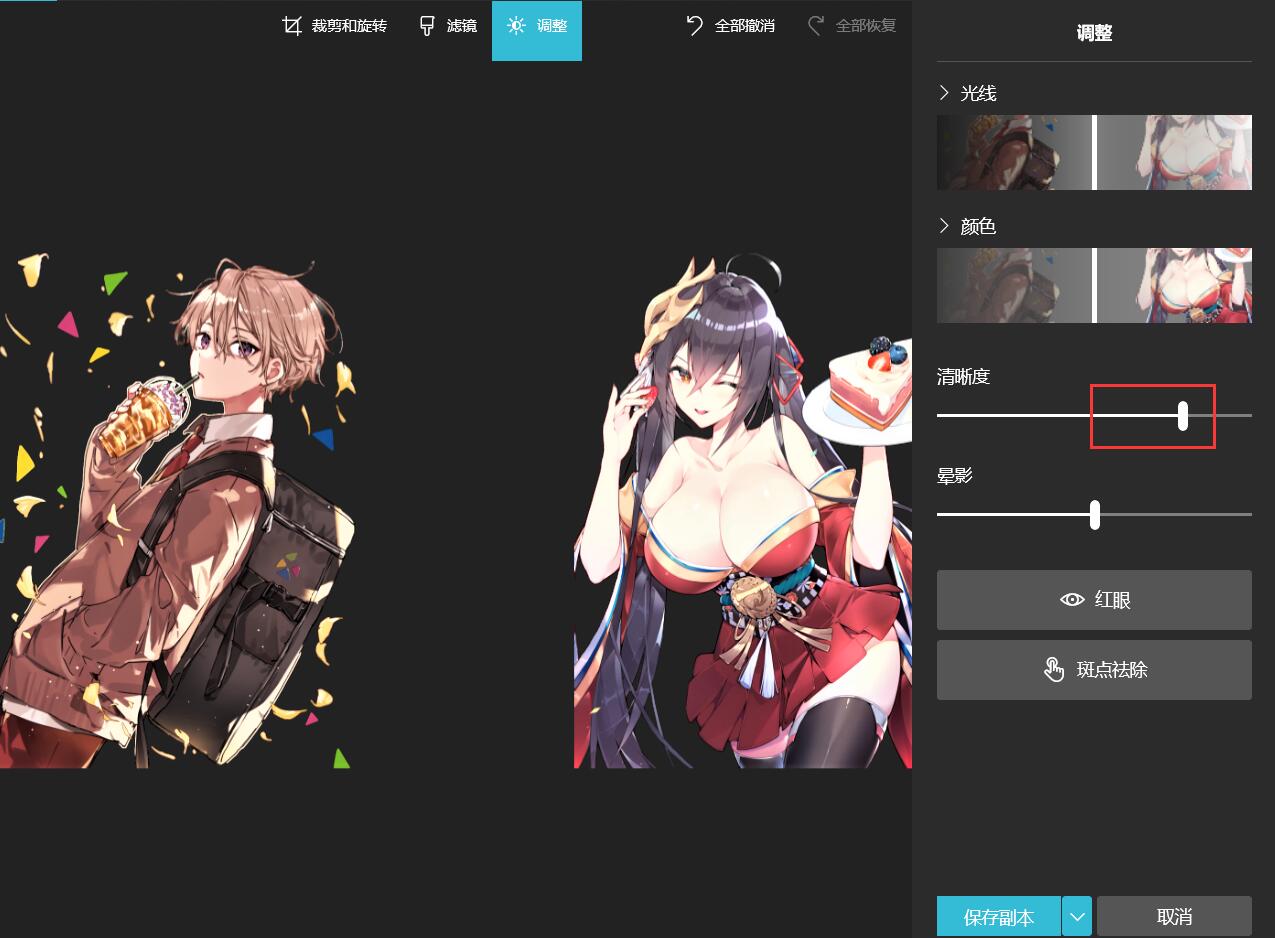 裁剪和旋转
滤镜
调整
全部撤消
全部恢复
调整
光线
颜色
清晰度
晕影
红眼
斑点祛除
保存副本
取消